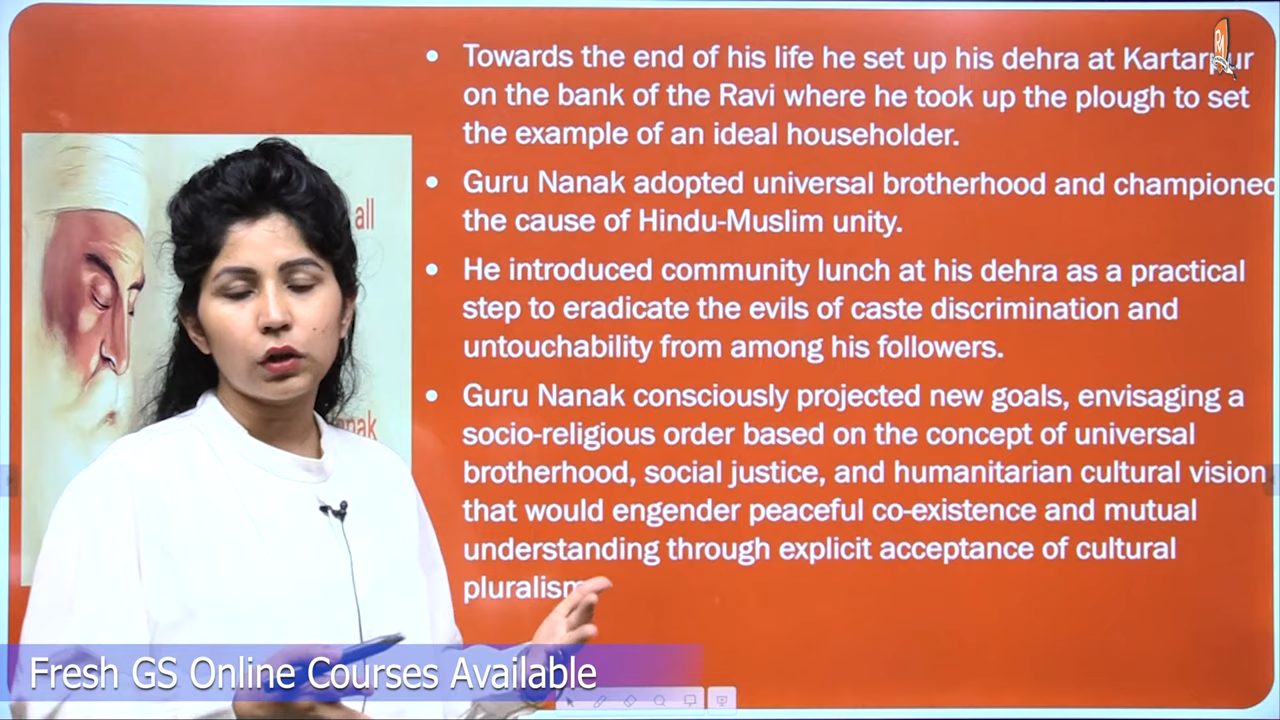 Towards the end of his life he set up his dehra at Kartarpur
on the bank of the Ravi where he took up the plough to set
the example of an ideal householder.
Guru Nanak adopted universal brotherhood and championed
the cause of Hindu-Muslim unity.
He introduced community lunch at his dehra as a practical
step to eradicate the evils of caste discrimination and
untouchability from among his followers.
Guru Nanak consciously projected new goals, envisaging a
socio-religious order based on the concept of universal
brotherhood, social justice, and humanitarian cultural vision
that would engender peaceful co-existence and mutual
understanding through explicit acceptance of cultural
pluralism
all
Fresh GS Online Courses Available